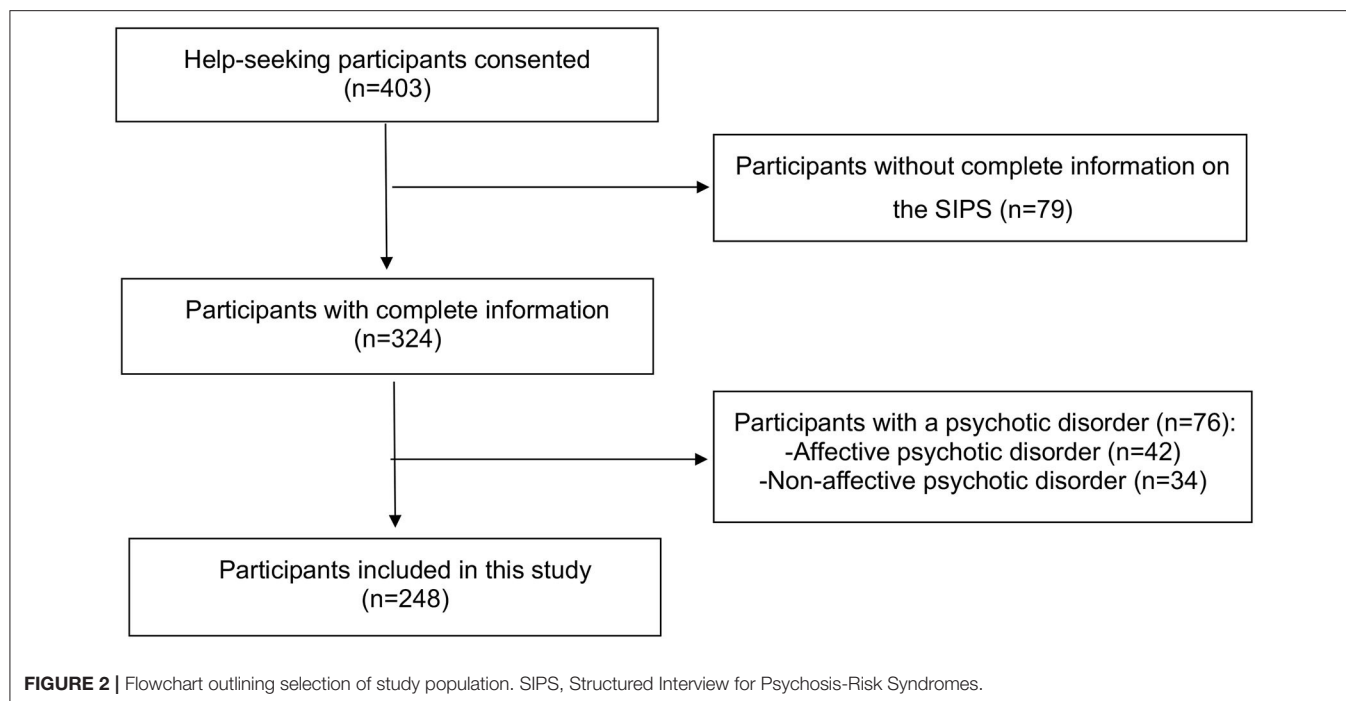 Help-seeking participants consented
(n=403)
Participants without complete information on
the SIPS (n=79)
Participants with complete information
(n=324)
Participants with a psychotic disorder (n=76):
-Affective psychotic disorder (n=42)
-Non-affective psychotic disorder (n=34)
Participants included in this study
(n=248)
FIGURE 2 | Flowchart outlining selection of study population. SIPS, Structured Interview for Psychosis-Risk Syndromes.